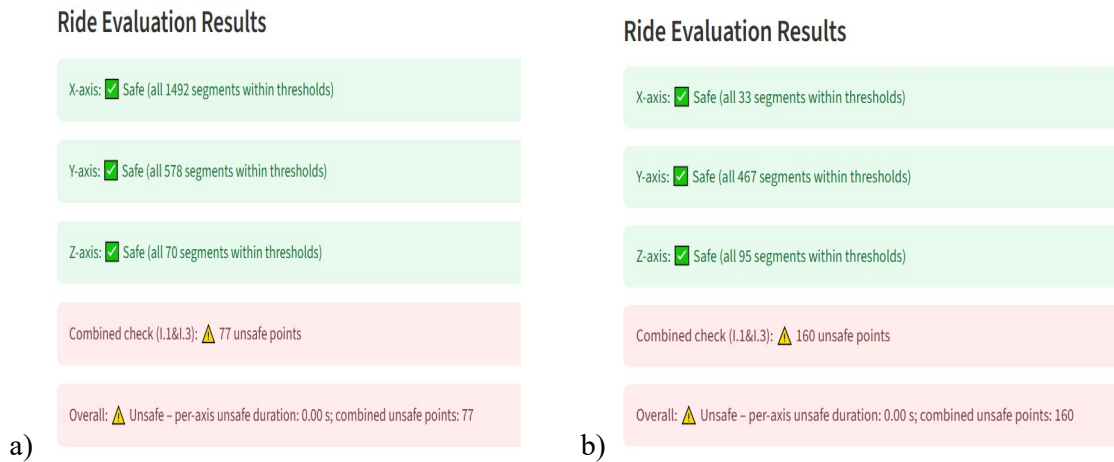 Ride Evaluation Results
X-axis: ✅ Safe (all 1492 segments within thresholds)
Y-axis: ✅ Safe (all 578 segments within thresholds)
Z-axis: ✅ Safe (all 70 segments within thresholds)
Combined check (I.1&I.3): ⚠️ 77 unsafe points
Overall: ⚠️ Unsafe – per-axis unsafe duration: 0.00 s; combined unsafe points: 77
a)
Ride Evaluation Results
X-axis: ✅ Safe (all 33 segments within thresholds)
Y-axis: ✅ Safe (all 467 segments within thresholds)
Z-axis: ✅ Safe (all 95 segments within thresholds)
Combined check (I.1&I.3): ⚠️ 160 unsafe points
Overall: ⚠️ Unsafe – per-axis unsafe duration: 0.00 s; combined unsafe points: 160
b)